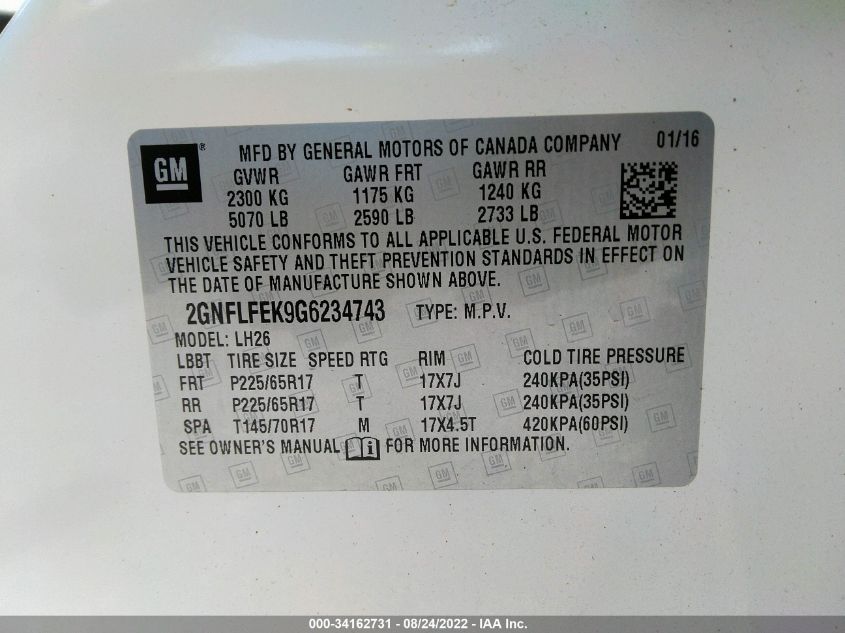 GM ® MFD BY GENERAL MOTORS OF CANADA COMPANY 01/16
GVWR GAWR FRT GAWR RR
2300 KG 1175 KG 1240 KG
5070 LB 2590 LB 2733 LB
THIS VEHICLE CONFORMS TO ALL APPLICABLE U.S. FEDERAL MOTOR
VEHICLE SAFETY AND THEFT PREVENTION STANDARDS IN EFFECT ON
THE DATE OF MANUFACTURE SHOWN ABOVE.
2GNFLFEK9G6234743 TYPE: M.P.V.
MODEL: LH26
LBBT TIRE SIZE SPEED RTG RIM COLD TIRE PRESSURE
FRT P225/65R17 T 17X7J 240KPA(35PSI)
RR P225/65R17 T 17X7J 240KPA(35PSI)
SPA T145/70R17 M 17X4.5T 420KPA(60PSI)
SEE OWNER'S MANUAL FOR MORE INFORMATION.
000-34162731 - 08/24/2022 - IAA Inc.